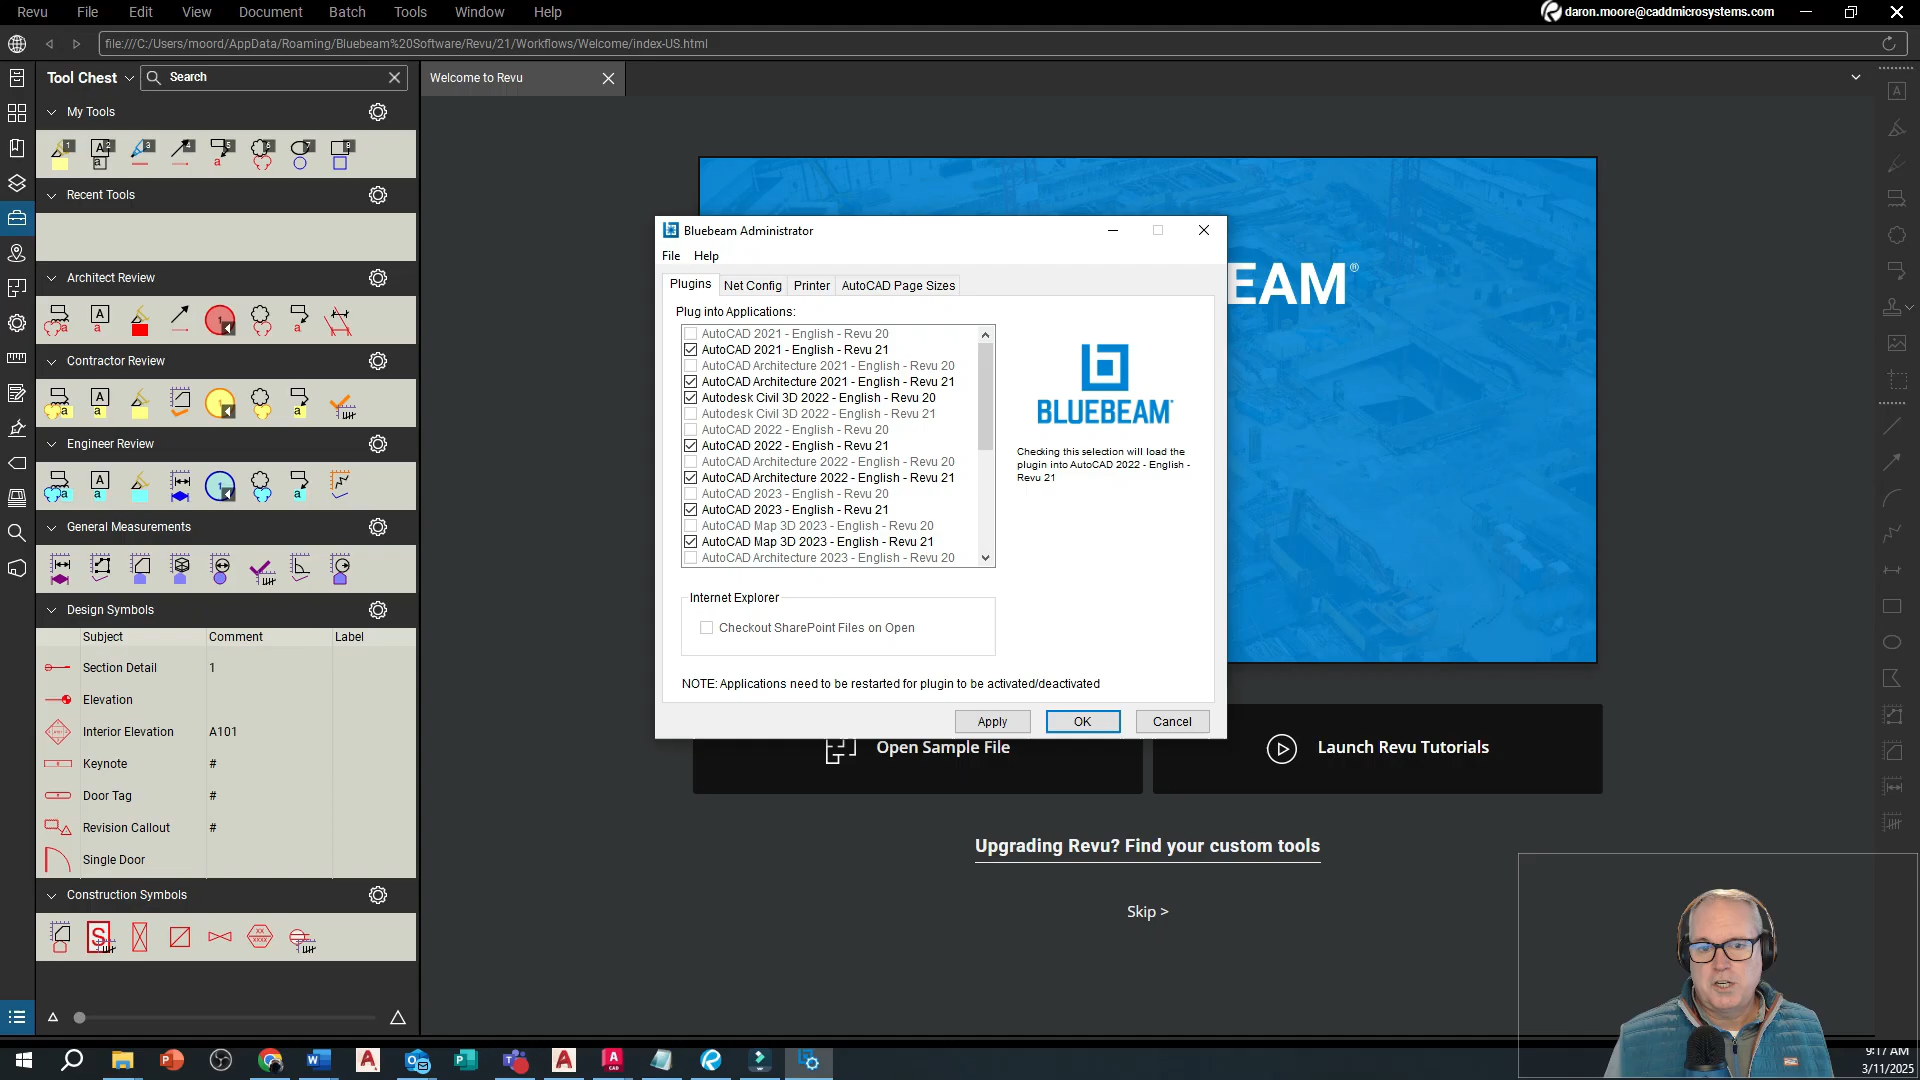 Revu File Edit View Document Batch Tools Window Help daron.moore@caddmicrosystems.com
file:///C:/Users/moord/AppData/Roaming/Bluebeam%20Software/Revu/21/Workflows/Welcome/index-US.html
Tool Chest Search
Welcome to Revu
My Tools
Recent Tools
Architect Review
Contractor Review
Engineer Review
General Measurements
Design Symbols
Subject Comment Label
Section Detail 1
Elevation
Interior Elevation A101
Keynote #
Door Tag #
Revision Callout #
Single Door
Construction Symbols
EAM®
Bluebeam Administrator
File Help
Plugins Net Config Printer AutoCAD Page Sizes
Plug into Applications:
AutoCAD 2021 - English - Revu 20
AutoCAD 2021 - English - Revu 21
AutoCAD Architecture 2021 - English - Revu 20
AutoCAD Architecture 2021 - English - Revu 21
Autodesk Civil 3D 2022 - English - Revu 20
Autodesk Civil 3D 2022 - English - Revu 21
AutoCAD 2022 - English - Revu 20
AutoCAD 2022 - English - Revu 21
AutoCAD Architecture 2022 - English - Revu 20
AutoCAD Architecture 2022 - English - Revu 21
AutoCAD 2023 - English - Revu 20
AutoCAD 2023 - English - Revu 21
AutoCAD Map 3D 2023 - English - Revu 20
AutoCAD Map 3D 2023 - English - Revu 21
AutoCAD Architecture 2023 - English - Revu 20
BLUEBEAM
Checking this selection will load the
plugin into AutoCAD 2022 - English -
Revu 21
Internet Explorer
Checkout SharePoint Files on Open
NOTE: Applications need to be restarted for plugin to be activated/deactivated
Apply OK Cancel
Open Sample File
Launch Revu Tutorials
Upgrading Revu? Find your custom tools
Skip >
9:17 AM
3/11/2025